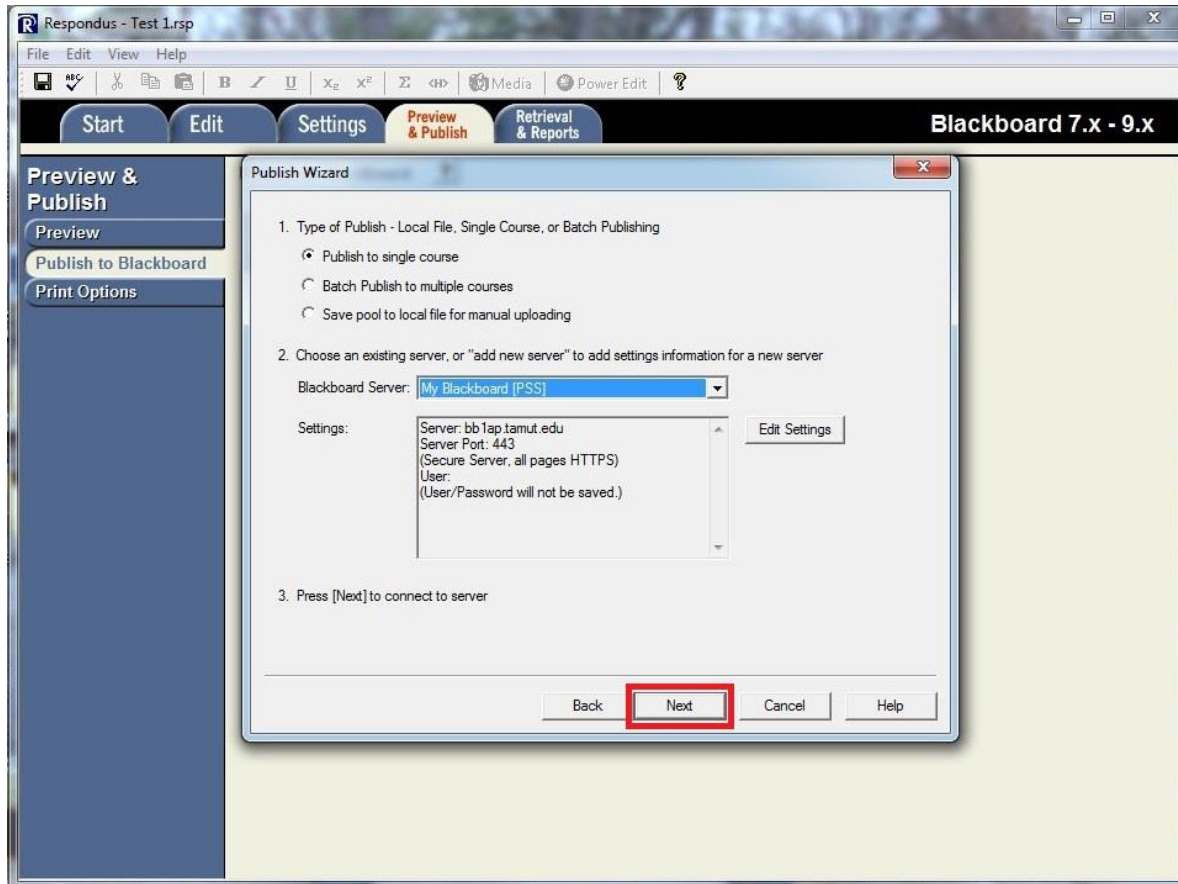 Respondus - Test 1.rsp
File Edit View Help
ABC B I U X₂ X² Σ <H> Media Power Edit ?
Start Edit Settings Preview & Publish Retrieval & Reports Blackboard 7.x - 9.x
Preview & Publish
Preview
Publish to Blackboard
Print Options
Publish Wizard
1. Type of Publish - Local File, Single Course, or Batch Publishing
Publish to single course
Batch Publish to multiple courses
Save pool to local file for manual uploading
2. Choose an existing server, or "add new server" to add settings information for a new server
Blackboard Server: My Blackboard [PSS]
Settings:
Server: bb1ap.tamut.edu
Server Port: 443
(Secure Server, all pages HTTPS)
User:
(User/Password will not be saved.)
Edit Settings
3. Press [Next] to connect to server
Back Next Cancel Help